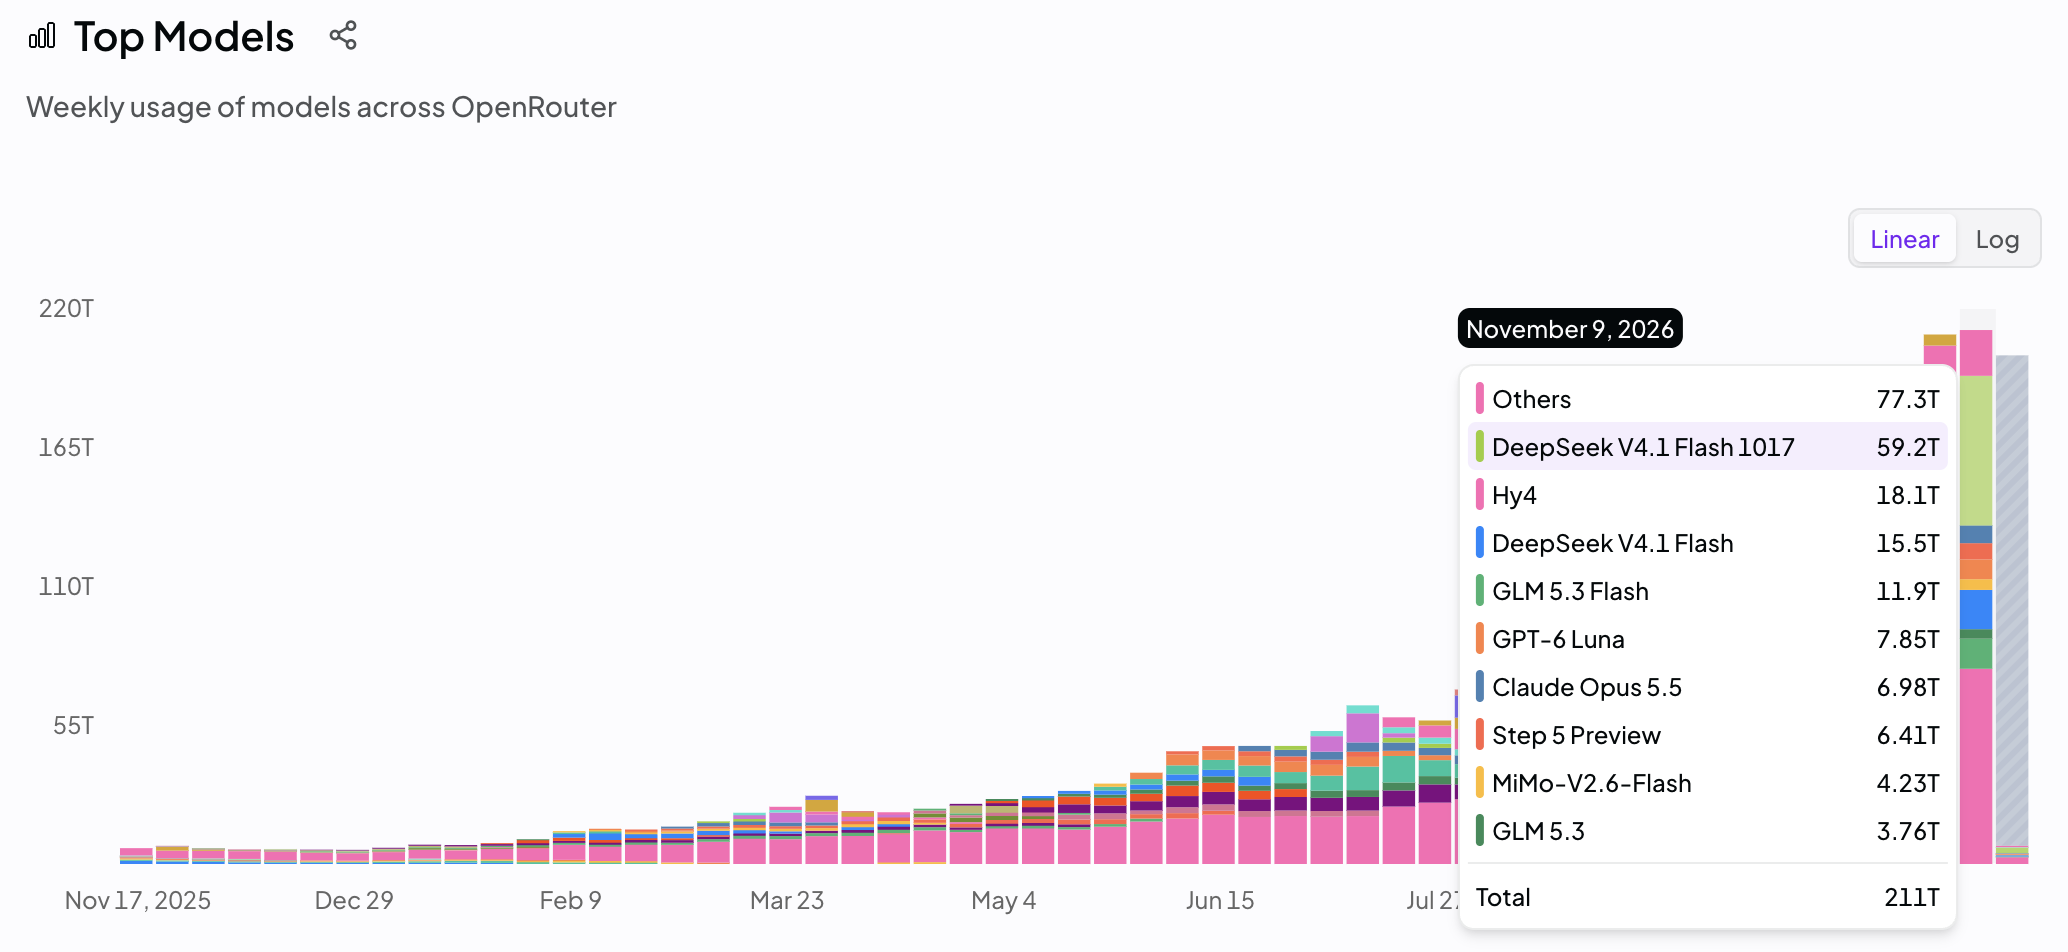 Top Models
Weekly usage of models across OpenRouter
Linear Log
220T
165T
110T
55T
November 9, 2026
Others 77.3T
DeepSeek V4.1 Flash 1017 59.2T
Hy4 18.1T
DeepSeek V4.1 Flash 15.5T
GLM 5.3 Flash 11.9T
GPT-6 Luna 7.85T
Claude Opus 5.5 6.98T
Step 5 Preview 6.41T
MiMo-V2.6-Flash 4.23T
GLM 5.3 3.76T
Total 211T
Nov 17, 2025 Dec 29 Feb 9 Mar 23 May 4 Jun 15 Jul 27